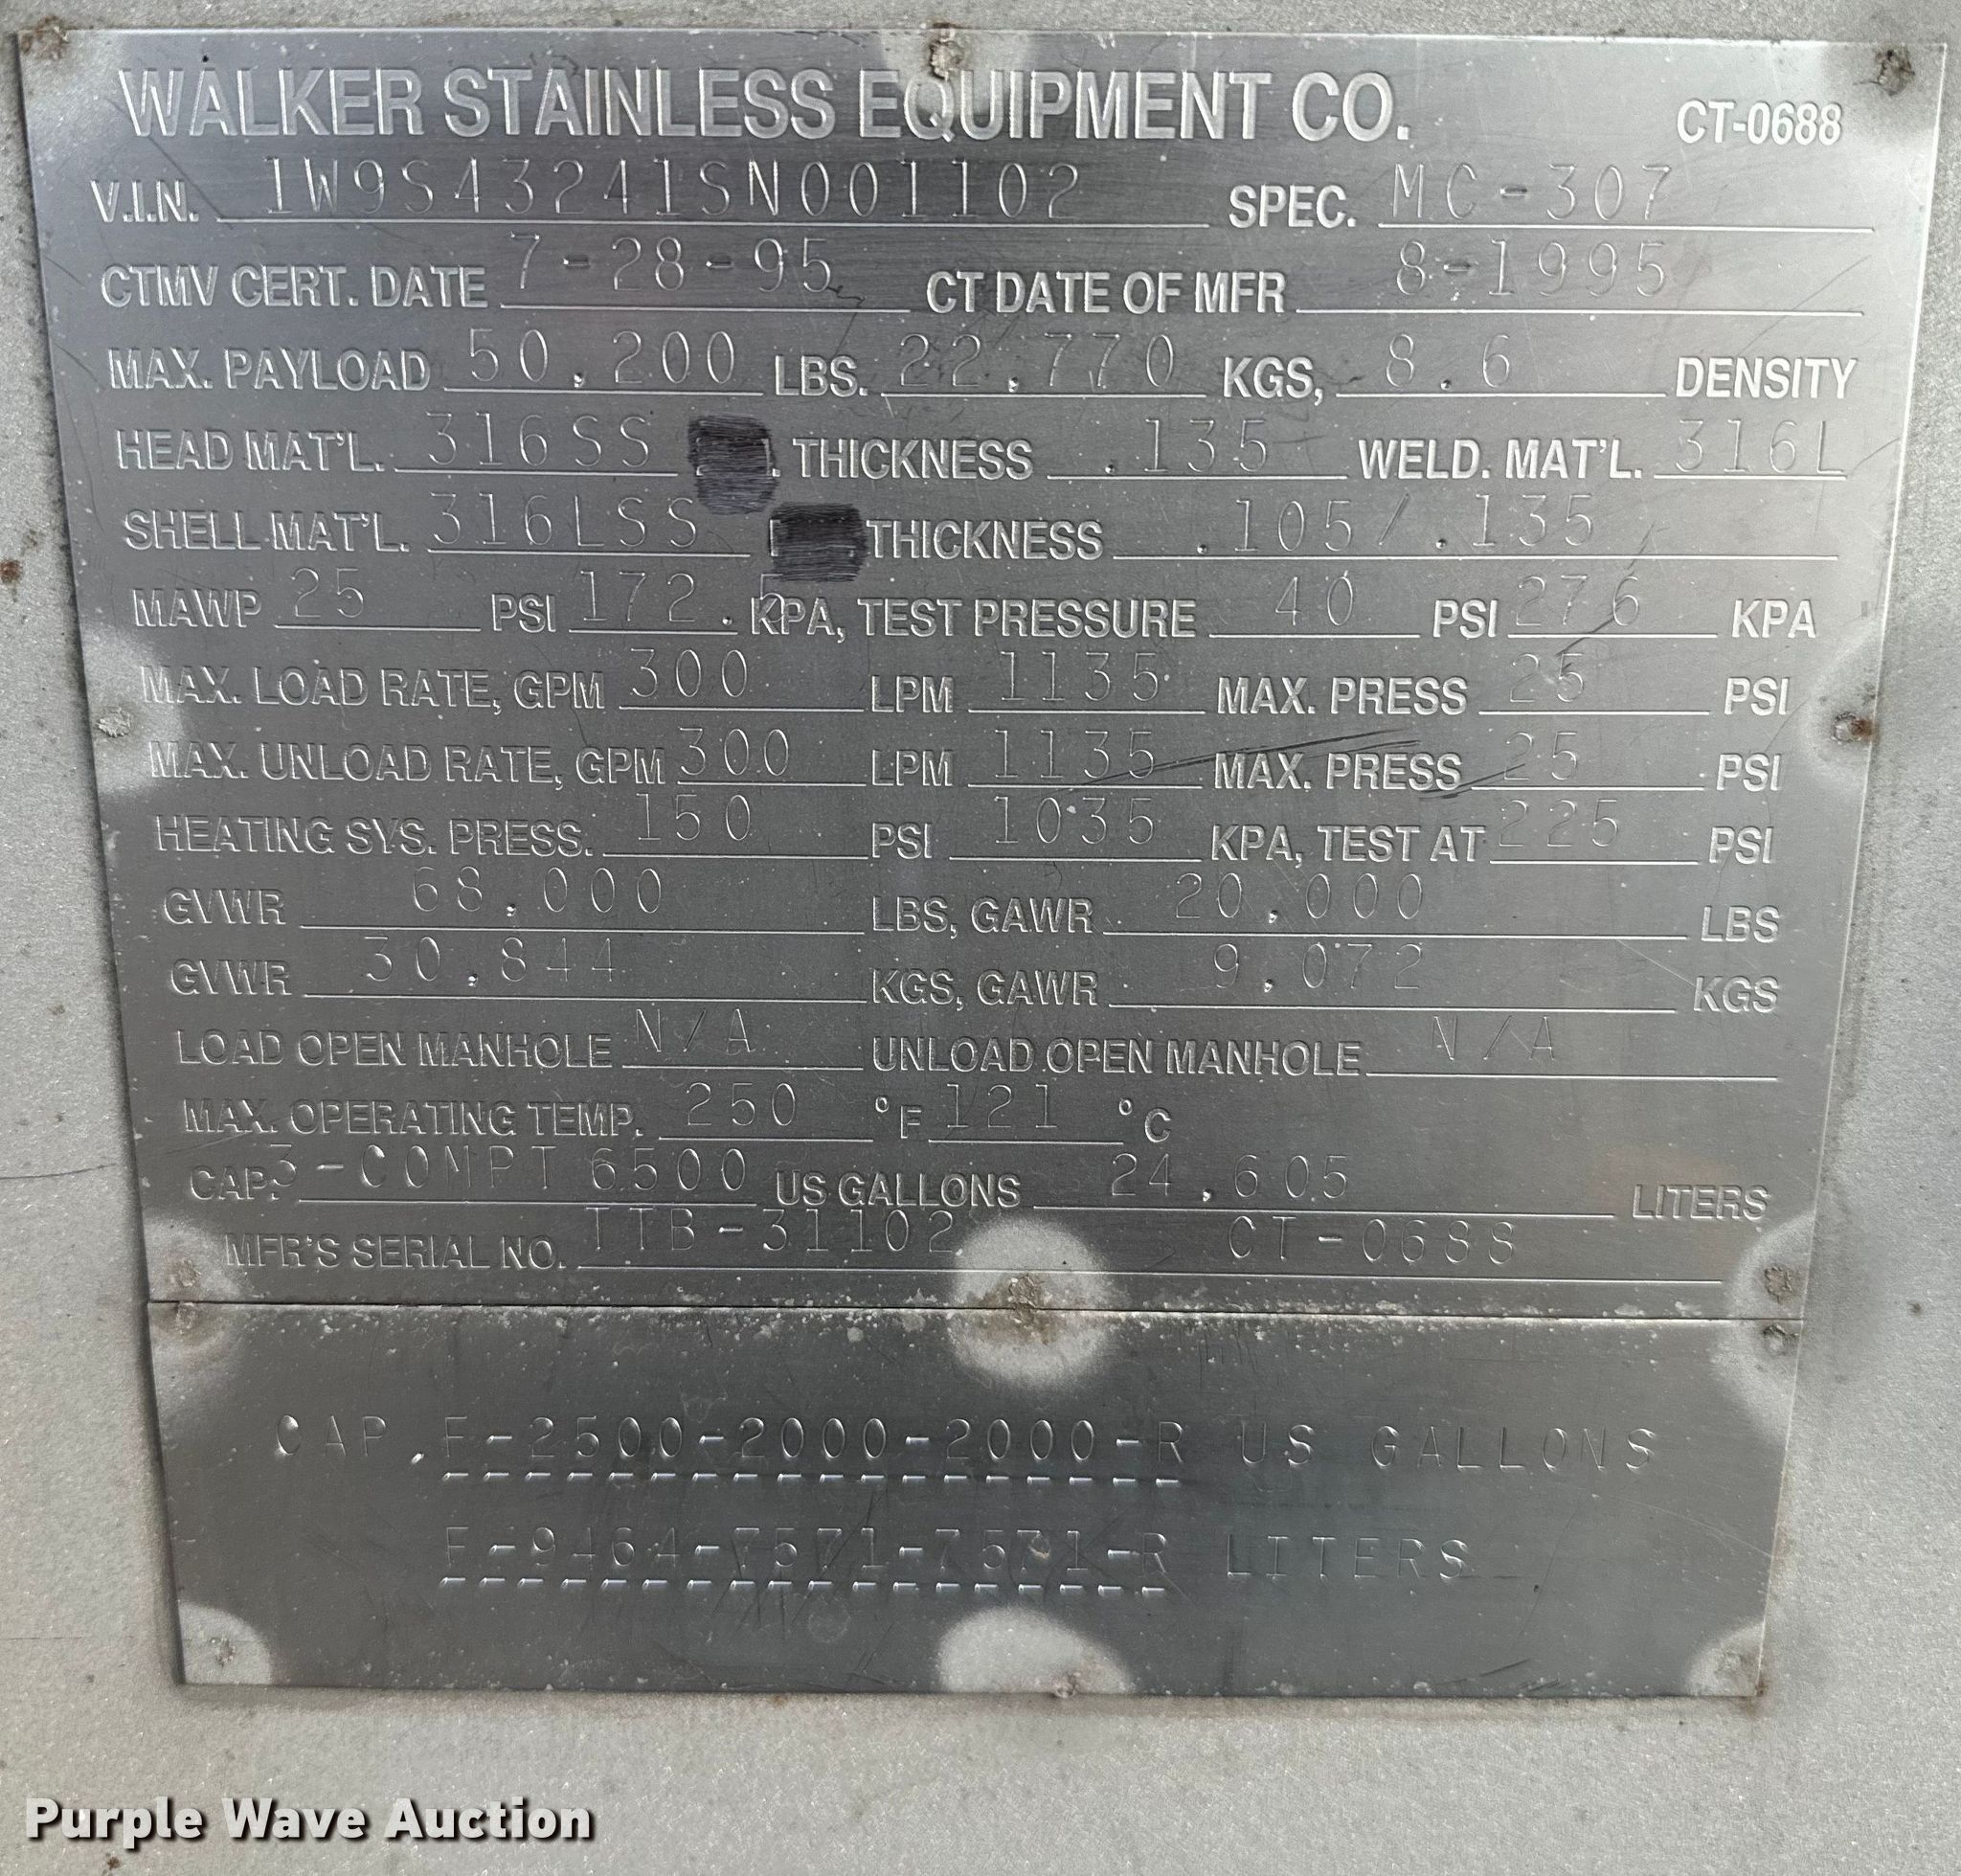 WALKER STAINLESS EQUIPMENT CO. CT-0688
V.I.N. 1W9S43241SN001102 SPEC. MC-307
CTMV CERT. DATE 7-28-95 CT DATE OF MFR 8-1995
MAX. PAYLOAD 50,200 LBS. 22,770 KGS, 8.6 DENSITY
HEAD MAT'L. 316SS THICKNESS .135 WELD. MAT'L. 316L
SHELL MAT'L. 316LSS THICKNESS .105/.135
MAWP 25 PSI 172.5 KPA, TEST PRESSURE 40 PSI 276 KPA
MAX. LOAD RATE, GPM 300 LPM 1135 MAX. PRESS 25 PSI
MAX. UNLOAD RATE, GPM 300 LPM 1135 MAX. PRESS 25 PSI
HEATING SYS. PRESS. 150 PSI 1035 KPA, TEST AT 225 PSI
GVWR 68,000 LBS, GAWR 20,000 LBS
GVWR 30,844 KGS, GAWR 9,072 KGS
LOAD OPEN MANHOLE N/A UNLOAD OPEN MANHOLE N/A
MAX. OPERATING TEMP. 250 °F 121 °C
CAP. 3-COMPT 6500 US GALLONS 24,605 LITERS
MFR'S SERIAL NO. TTB-31102 CT-0688
CAP. F-2500-2000-2000-R US GALLONS
F-9464-7571-7571-R LITERS
Purple Wave Auction